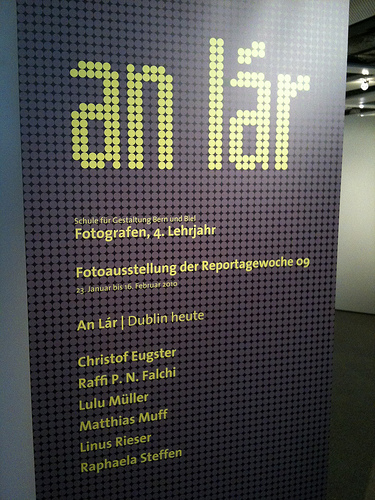 an lár
Schule für Gestaltung Bern und Biel
Fotografen, 4. Lehrjahr
Fotoausstellung der Reportagewoche 09
23. Januar bis 16. Februar 2010
An Lár | Dublin heute
Christof Eugster
Raffi P. N. Falchi
Lulu Müller
Matthias Muff
Linus Rieser
Raphaela Steffen